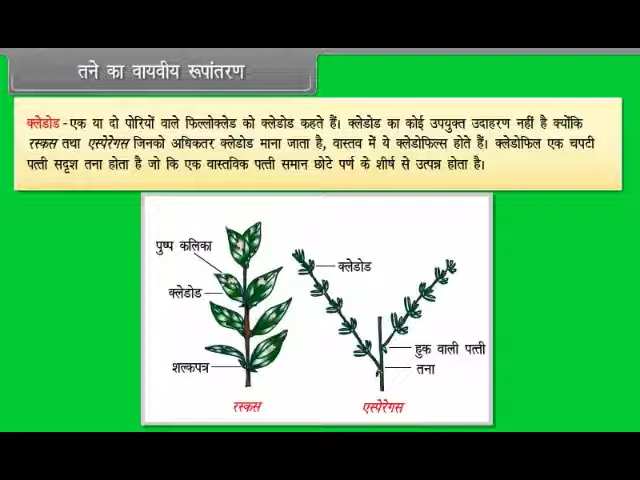 तने का वायवीय रूपांतरण
क्लेडोड - एक या दो पोरियों वाले फिल्लोक्लेड को क्लेडोड कहते हैं। क्लेडोड का कोई उपयुक्त उदाहरण नहीं है क्योंकि
रस्कस तथा एस्पेरेगस जिनको अधिकतर क्लेडोड माना जाता है, वास्तव में ये क्लेडोफिल्स होते हैं। क्लेडोफिल एक चपटी
पत्ती सदृश तना होता है जो कि एक वास्तविक पत्ती समान छोटे पर्ण के शीर्ष से उत्पन्न होता है।
पुष्प कलिका
क्लेडोड
शल्कपत्र
रस्कस
क्लेडोड
हुक वाली पत्ती
तना
एस्पेरेगस